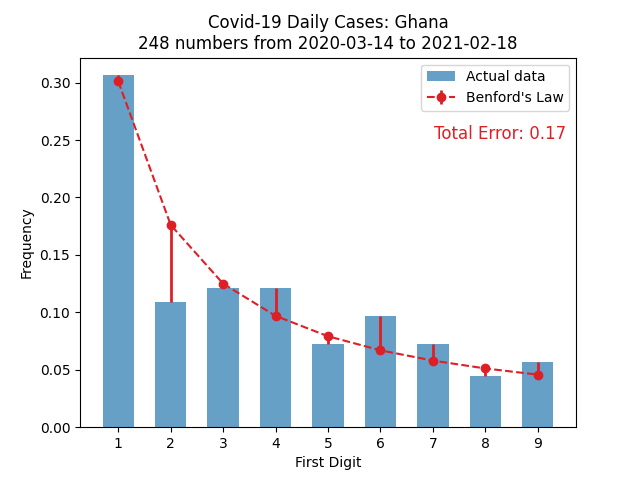 Covid-19 Daily Cases: Ghana
248 numbers from 2020-03-14 to 2021-02-18
Actual data
Benford's Law
Total Error: 0.17
Frequency
0.30
0.25
0.20
0.15
0.10
0.05
0.00
1 2 3 4 5 6 7 8 9
First Digit